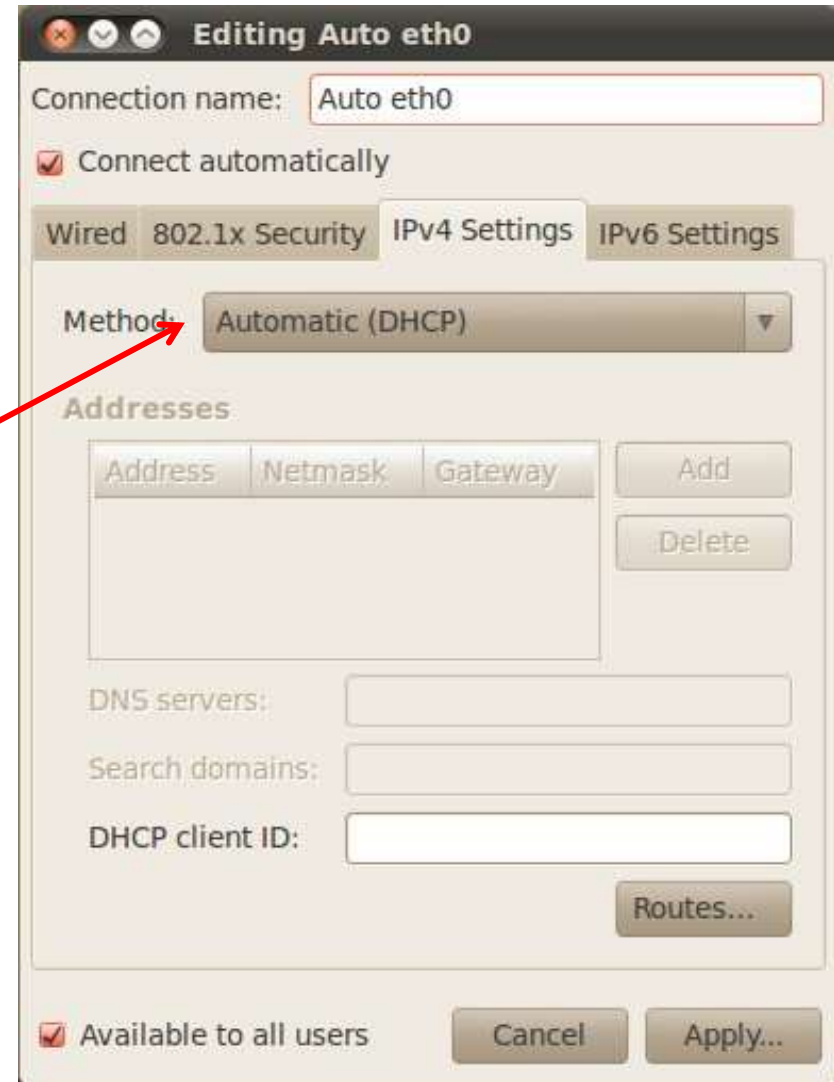 Editing Auto eth0
Connection name: Auto eth0
Connect automatically
Wired 802.1x Security IPv4 Settings IPv6 Settings
Method: Automatic (DHCP)
Addresses
Address Netmask Gateway Add
Delete
DNS servers:
Search domains:
DHCP client ID:
Routes...
Available to all users Cancel Apply...